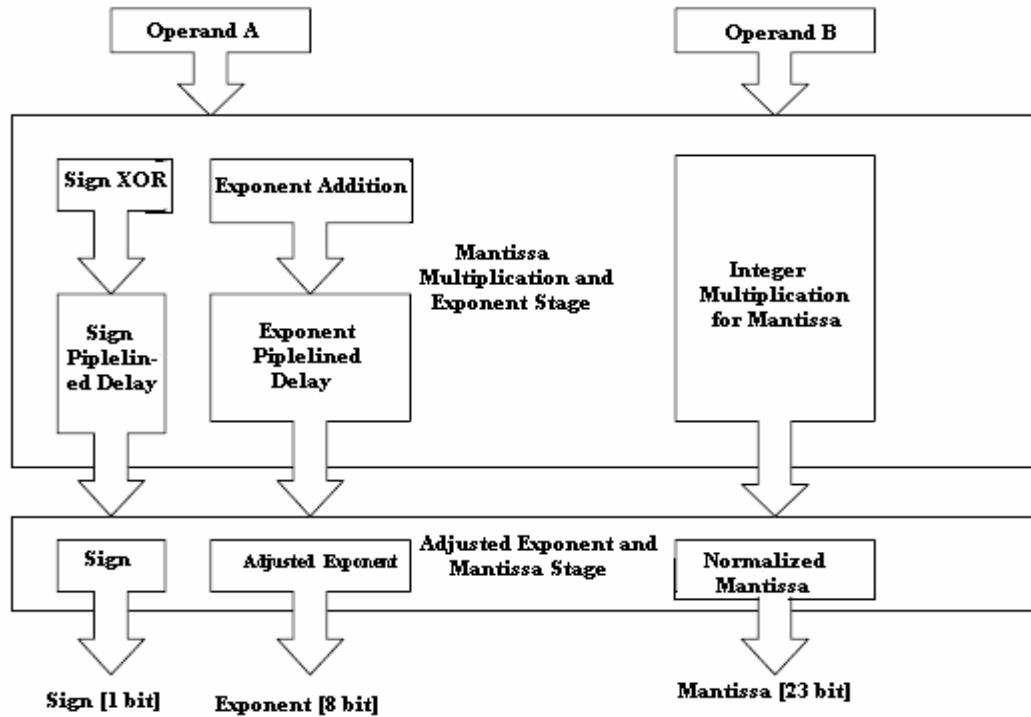 Operand A
Operand B
Sign XOR
Exponent Addition
Mantissa
Multiplication and
Exponent Stage
Integer
Multiplication
for Mantissa
Sign
Piplelin-
ed Delay
Exponent
Piplelined
Delay
Sign
Adjusted Exponent
Adjusted Exponent and
Mantissa Stage
Normalized
Mantissa
Sign [1 bit]
Exponent [8 bit]
Mantissa [23 bit]